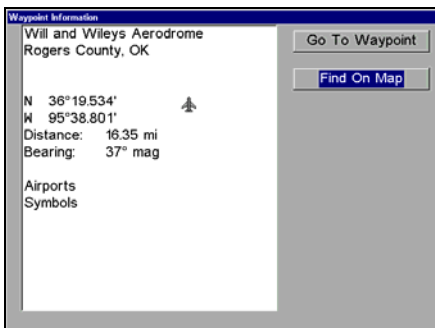 Waypoint Information
Will and Wileys Aerodrome
Rogers County, OK
N 36°19.534'
W 95°38.801'
Distance: 16.35 mi
Bearing: 37° mag
Airports
Symbols
Go To Waypoint
Find On Map